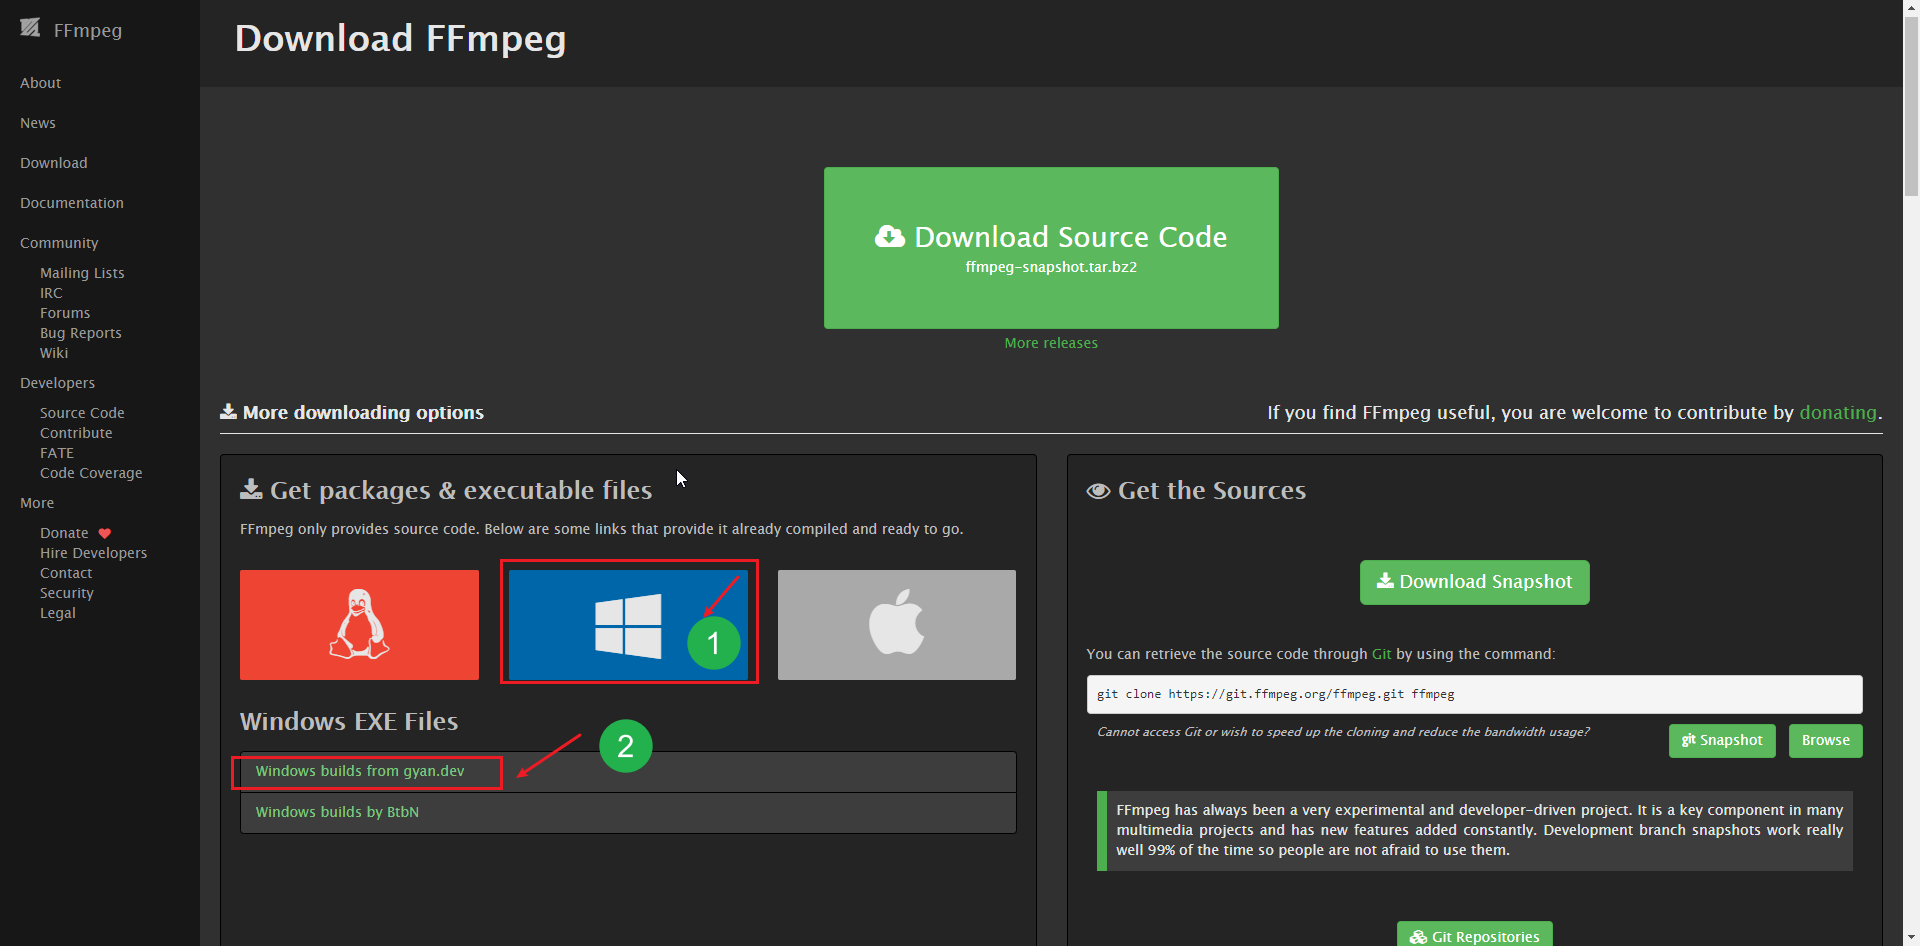 FFmpeg
About
News
Download
Documentation
Community
Mailing Lists
IRC
Forums
Bug Reports
Wiki
Developers
Source Code
Contribute
FATE
Code Coverage
More
Donate
Hire Developers
Contact
Security
Legal
Download FFmpeg
Download Source Code
ffmpeg-snapshot.tar.bz2
More releases
More downloading options
If you find FFmpeg useful, you are welcome to contribute by donating.
Get packages & executable files
FFmpeg only provides source code. Below are some links that provide it already compiled and ready to go.
1
Windows EXE Files
2
Windows builds from gyan.dev
Windows builds by BtbN
Get the Sources
Download Snapshot
You can retrieve the source code through Git by using the command:
git clone https://git.ffmpeg.org/ffmpeg.git ffmpeg
Cannot access Git or wish to speed up the cloning and reduce the bandwidth usage?
git Snapshot
Browse
FFmpeg has always been a very experimental and developer-driven project. It is a key component in many
multimedia projects and has new features added constantly. Development branch snapshots work really
well 99% of the time so people are not afraid to use them.
Git Repositories